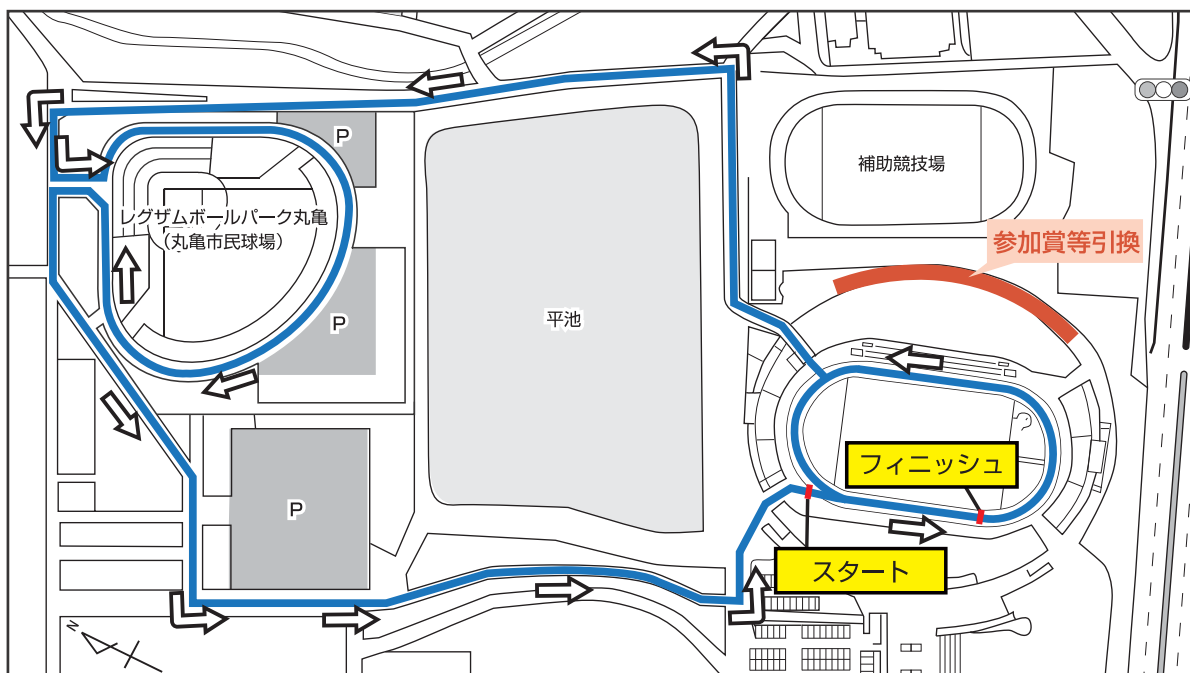 P
補助競技場
レグザムボールパーク丸亀
（丸亀市民球場）
参加賞等引換
平池
P
フィニッシュ
P
スタート
N